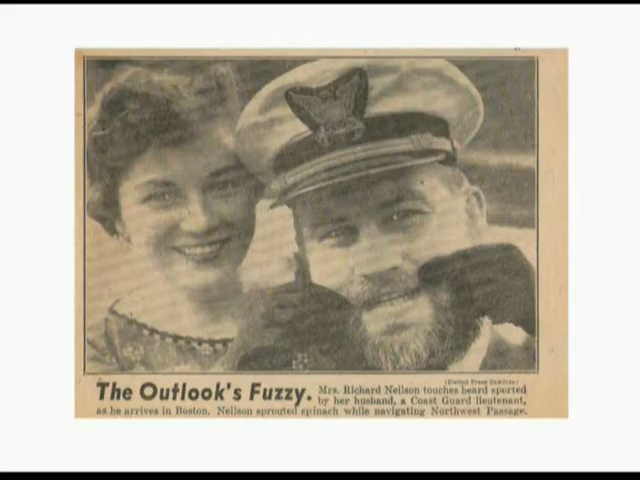 (United Press Telefoto)
The Outlook's Fuzzy. Mrs. Richard Neilson touches beard sported
by her husband, a Coast Guard lieutenant,
as he arrives in Boston. Neilson sprouted spinach while navigating Northwest Passage.